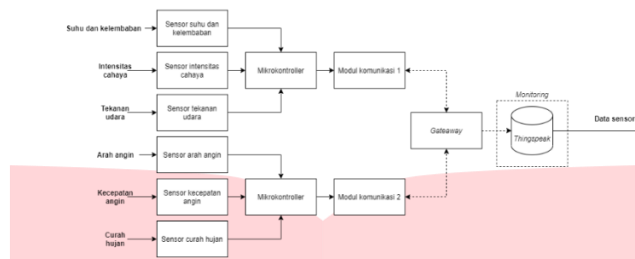 Suhu dan kelembaban
Sensor suhu dan
kelembaban
Intensitas
cahaya
Sensor intensitas
cahaya
Mikrokontroller
Modul komunikasi 1
Tekanan
udara
Sensor tekanan
udara
Monitoring
Thingspeak
Data sensor
Gateaway
Arah angin
Sensor arah angin
Kecepatan
angin
Sensor kecepatan
angin
Mikrokontroller
Modul komunikasi 2
Curah
hujan
Sensor curah hujan